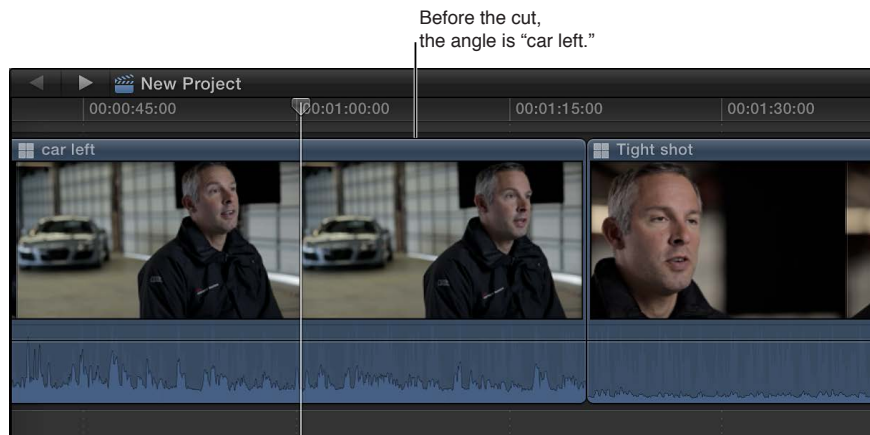 Before the cut,
the angle is “car left.”
New Project
00:00:45:00 00:01:00:00 00:01:15:00 00:01:30:00
car left Tight shot